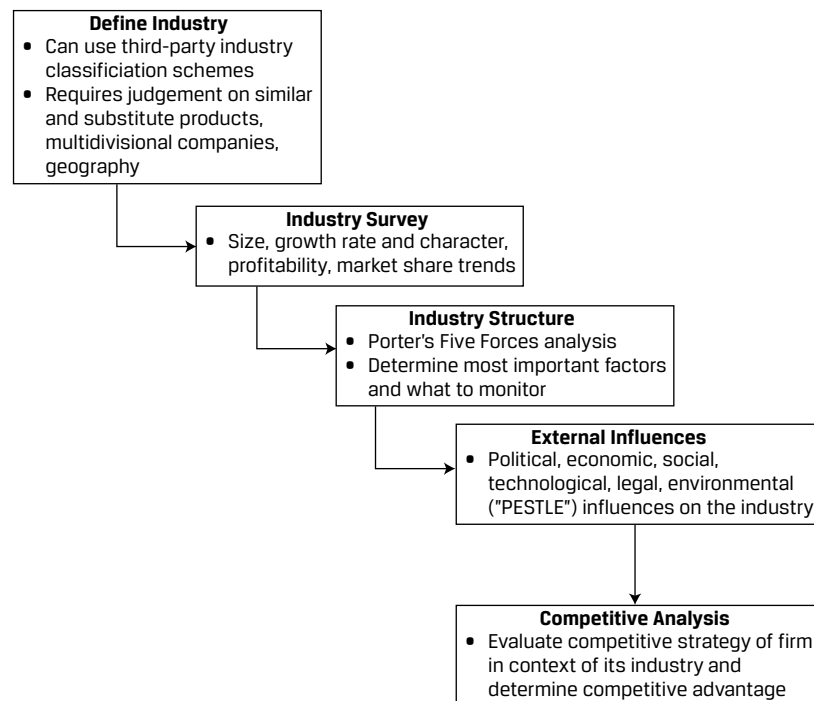 Define Industry
• Can use third-party industry
classificiation schemes
• Requires judgement on similar
and substitute products,
multidivisional companies,
geography
Industry Survey
• Size, growth rate and character,
profitability, market share trends
Industry Structure
• Porter's Five Forces analysis
• Determine most important factors
and what to monitor
External Influences
• Political, economic, social,
technological, legal, environmental
("PESTLE") influences on the industry
Competitive Analysis
• Evaluate competitive strategy of firm
in context of its industry and
determine competitive advantage